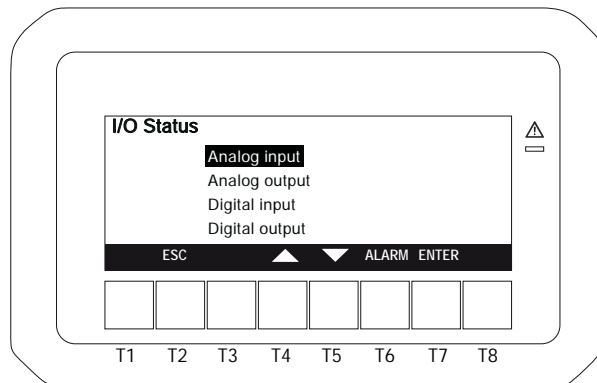 I/O Status
Analog input
Analog output
Digital input
Digital output
ESC ALARM ENTER
T1 T2 T3 T4 T5 T6 T7 T8